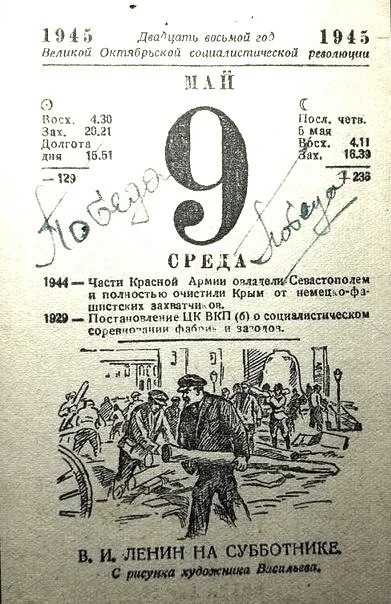 1945 Двадцать восьмой год 1945
Великой Октябрьской социалистической революции
МАЙ
Восх. 4.30
Зах. 20.21
Долгота
дня 15.51
—129
9
Посл. четв.
5 мая
Восх. 4.11
Зах. 16.39
+ 236
Победа
Победа
СРЕДА
1944 — Части Красной Армии овладели Севастополем
и полностью очистили Крым от немецко-фа-
шистских захватчиков.
1929 — Постановление ЦК ВКП (б) о социалистическом
соревновании фабрик и заводов.
В. И. ЛЕНИН НА СУББОТНИКЕ.
С рисунка художника Васильева.